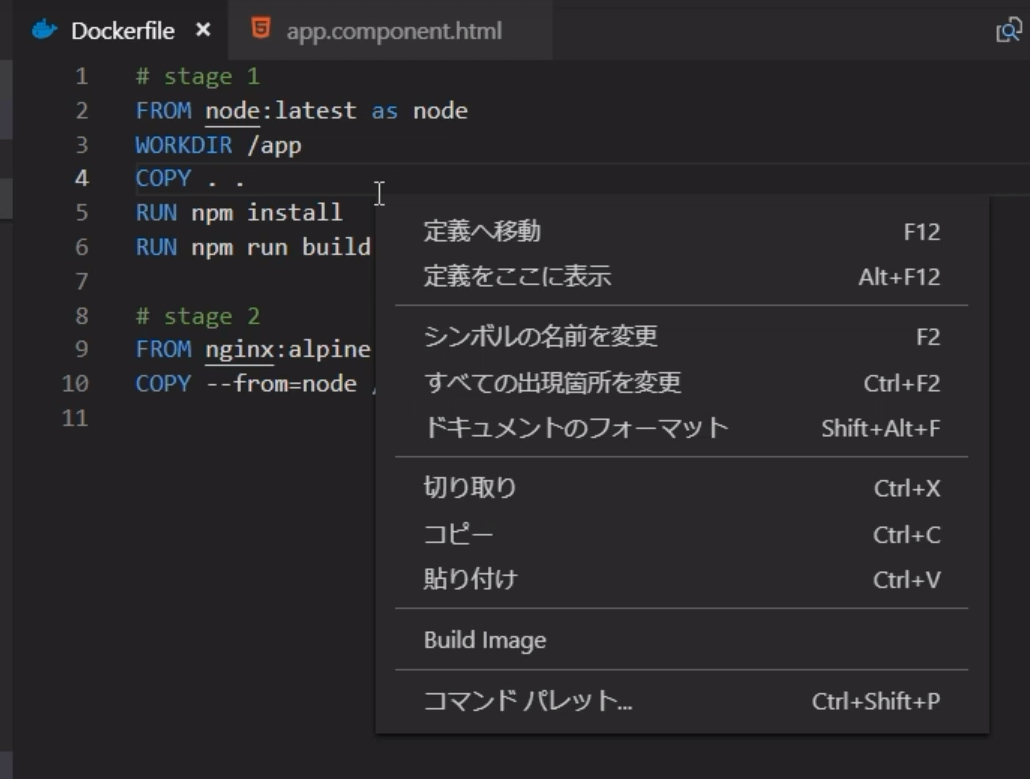 Dockerfile
app.component.html
1 # stage 1
2 FROM node:latest as node
3 WORKDIR /app
4 COPY . .
5 RUN npm install
6 RUN npm run build
7
8 # stage 2
9 FROM nginx:alpine
10 COPY --from=node
11
定義へ移動 F12
定義をここに表示 Alt+F12
シンボルの名前を変更 F2
すべての出現箇所を変更 Ctrl+F2
ドキュメントのフォーマット Shift+Alt+F
切り取り Ctrl+X
コピー Ctrl+C
貼り付け Ctrl+V
Build Image
コマンド パレット... Ctrl+Shift+P